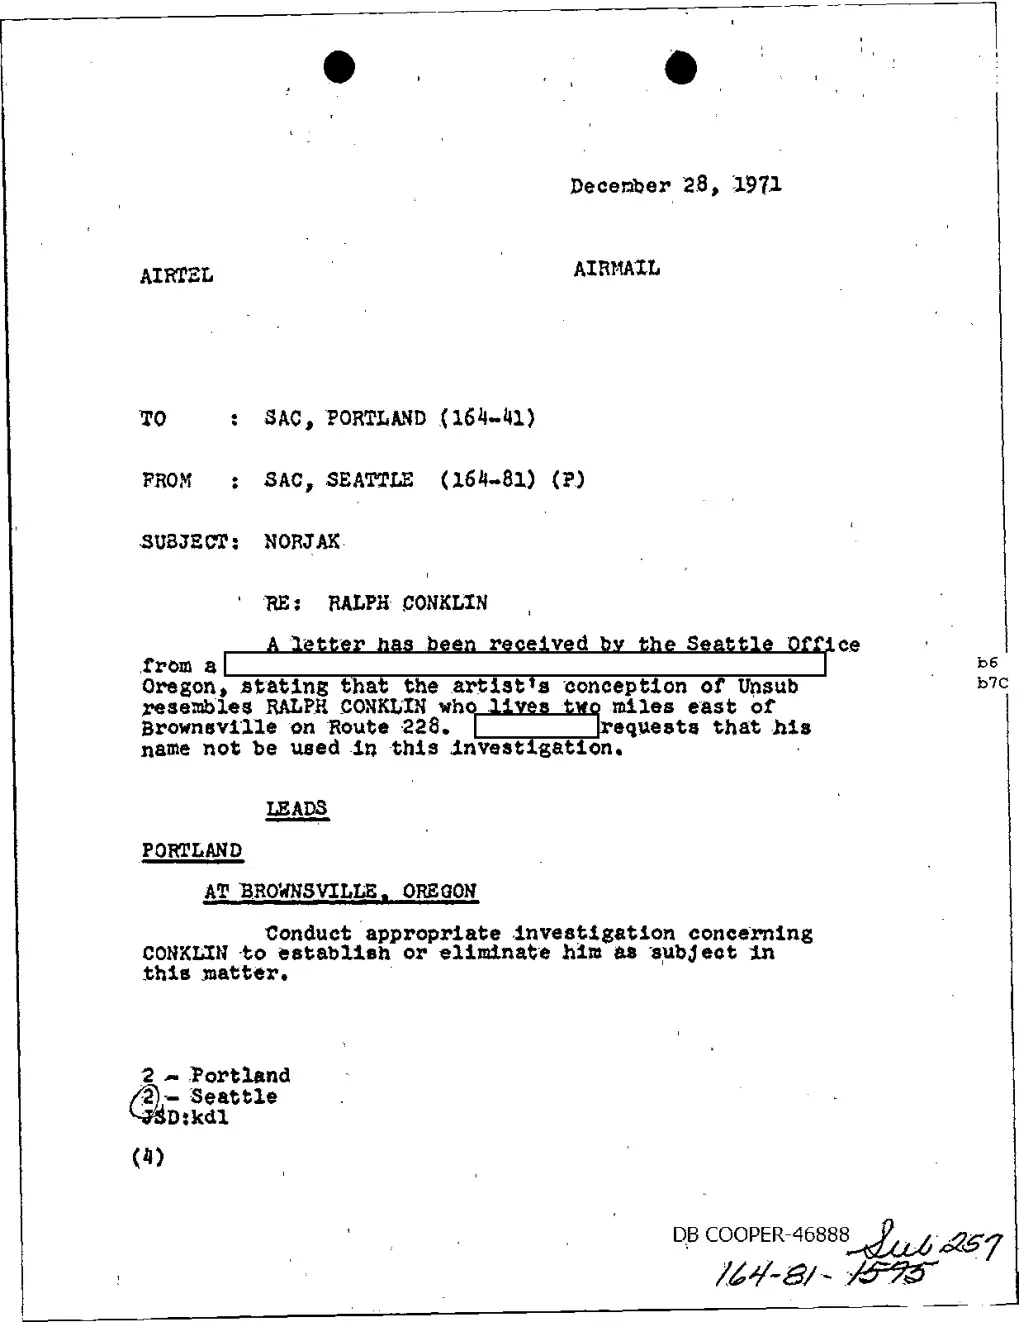 December 28, 1971
AIRTEL
AIRMAIL
TO : SAC, PORTLAND (164-41)
FROM : SAC, SEATTLE (164-81) (P)
SUBJECT: NORJAK
RE: RALPH CONKLIN
A letter has been received by the Seattle Office
from a
b6
Oregon, stating that the artist's conception of Unsub
b7C
resembles RALPH CONKLIN who lives two miles east of
Brownsville on Route 228. requests that his
name not be used in this investigation.
LEADS
PORTLAND
AT BROWNSVILLE, OREGON
Conduct appropriate investigation concerning
CONKLIN to establish or eliminate him as subject in
this matter.
2 - Portland
2 - Seattle
JSD:kdl
(4)
DB COOPER-46888
Sub 257
164-81-1595